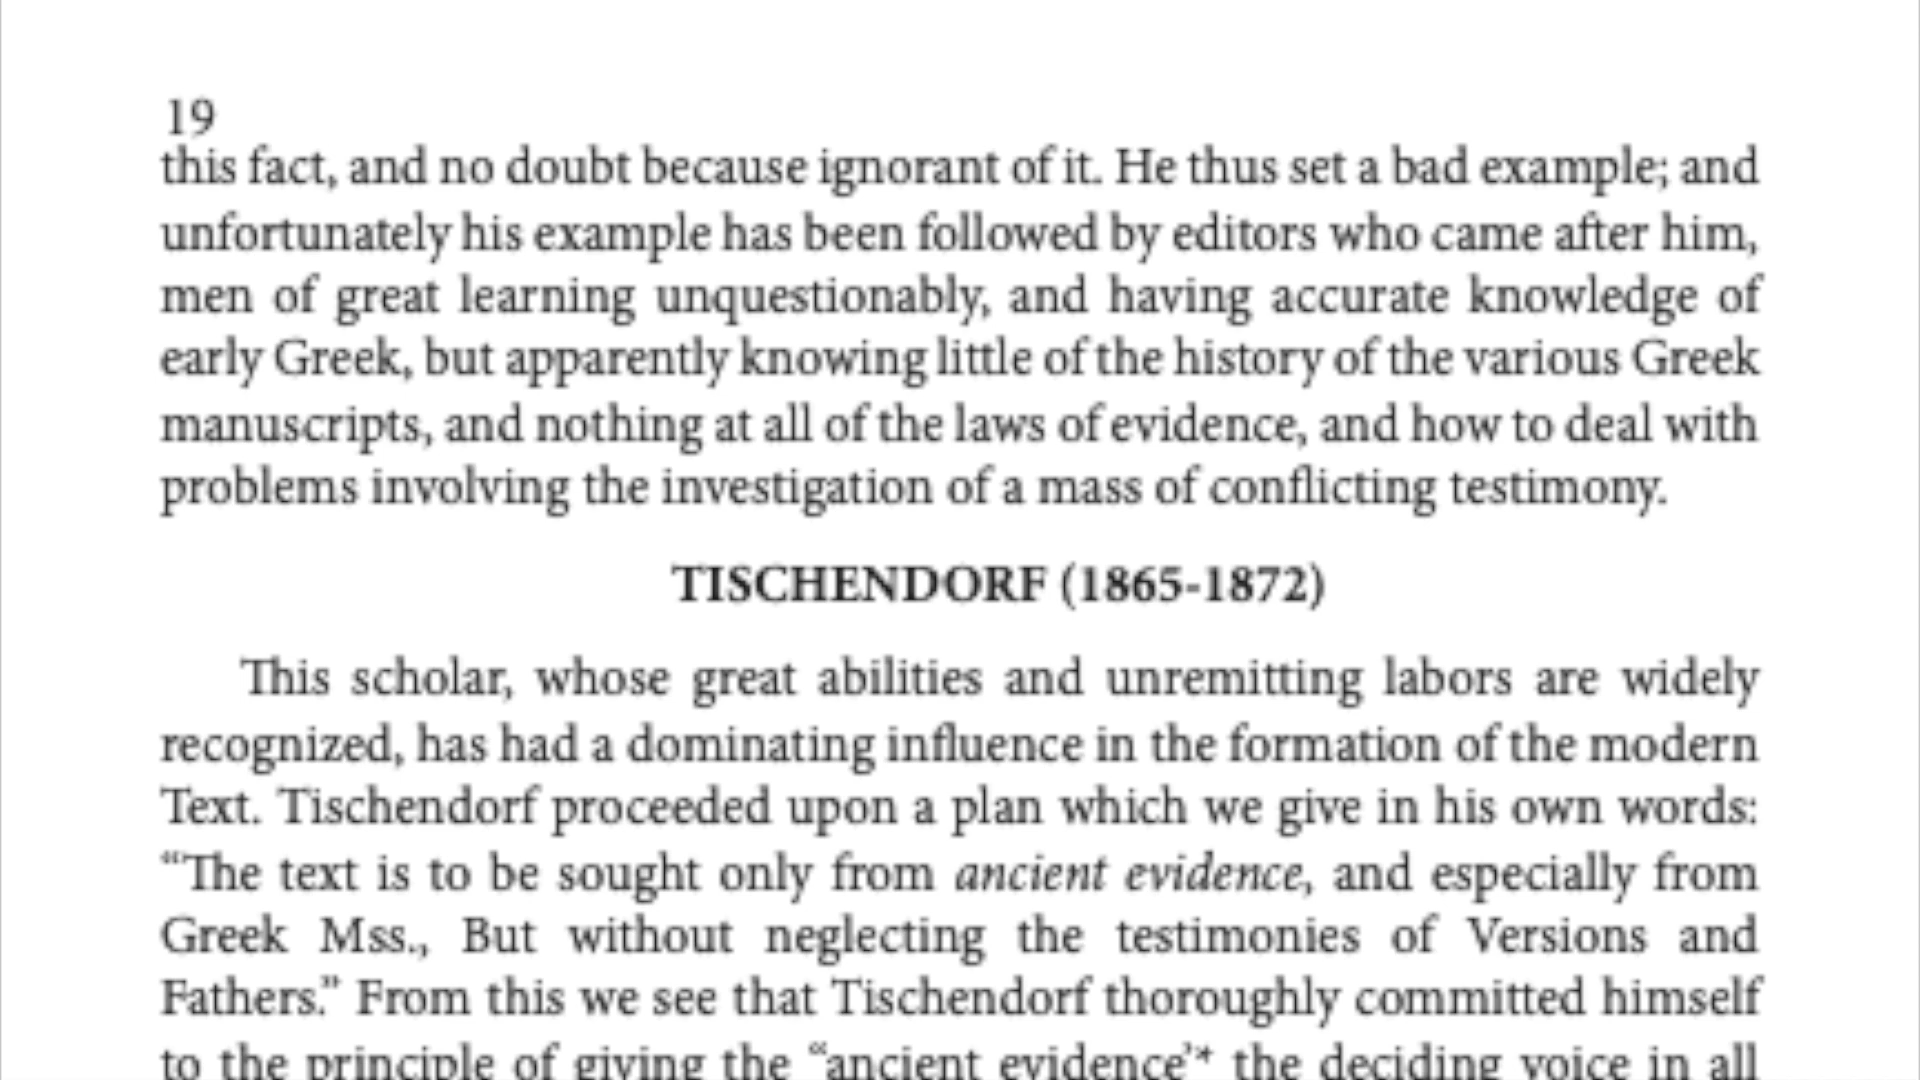 19
this fact, and no doubt because ignorant of it. He thus set a bad example; and
unfortunately his example has been followed by editors who came after him,
men of great learning unquestionably, and having accurate knowledge of
early Greek, but apparently knowing little of the history of the various Greek
manuscripts, and nothing at all of the laws of evidence, and how to deal with
problems involving the investigation of a mass of conflicting testimony.
TISCHENDORF (1865-1872)
This scholar, whose great abilities and unremitting labors are widely
recognized, has had a dominating influence in the formation of the modern
Text. Tischendorf proceeded upon a plan which we give in his own words:
“The text is to be sought only from ancient evidence, and especially from
Greek Mss., But without neglecting the testimonies of Versions and
Fathers.” From this we see that Tischendorf thoroughly committed himself
to the principle of giving the “ancient evidence’* the deciding voice in all